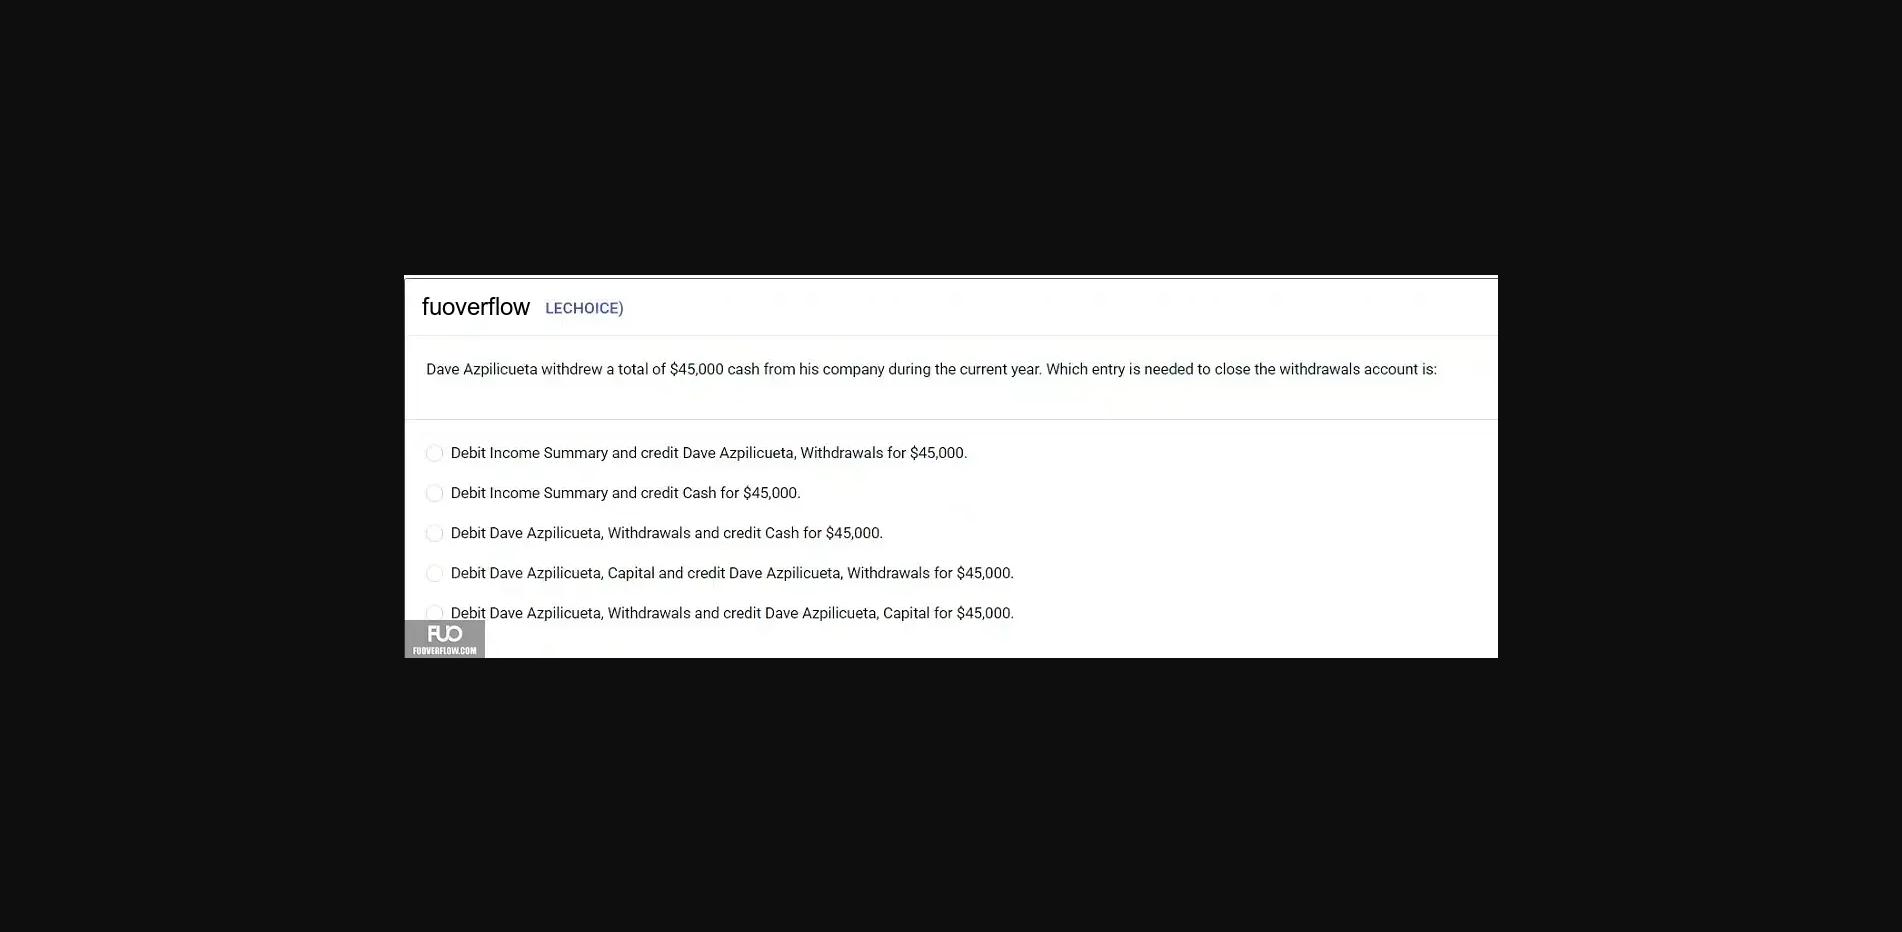 fuoverflow LECHOICE)
Dave Azpilicueta withdrew a total of $45,000 cash from his company during the current year. Which entry is needed to close the withdrawals account is:
Debit Income Summary and credit Dave Azpilicueta, Withdrawals for $45,000.
Debit Income Summary and credit Cash for $45,000.
Debit Dave Azpilicueta, Withdrawals and credit Cash for $45,000.
Debit Dave Azpilicueta, Capital and credit Dave Azpilicueta, Withdrawals for $45,000.
Debit Dave Azpilicueta, Withdrawals and credit Dave Azpilicueta, Capital for $45,000.
FUO
FUOVERFLOW.COM